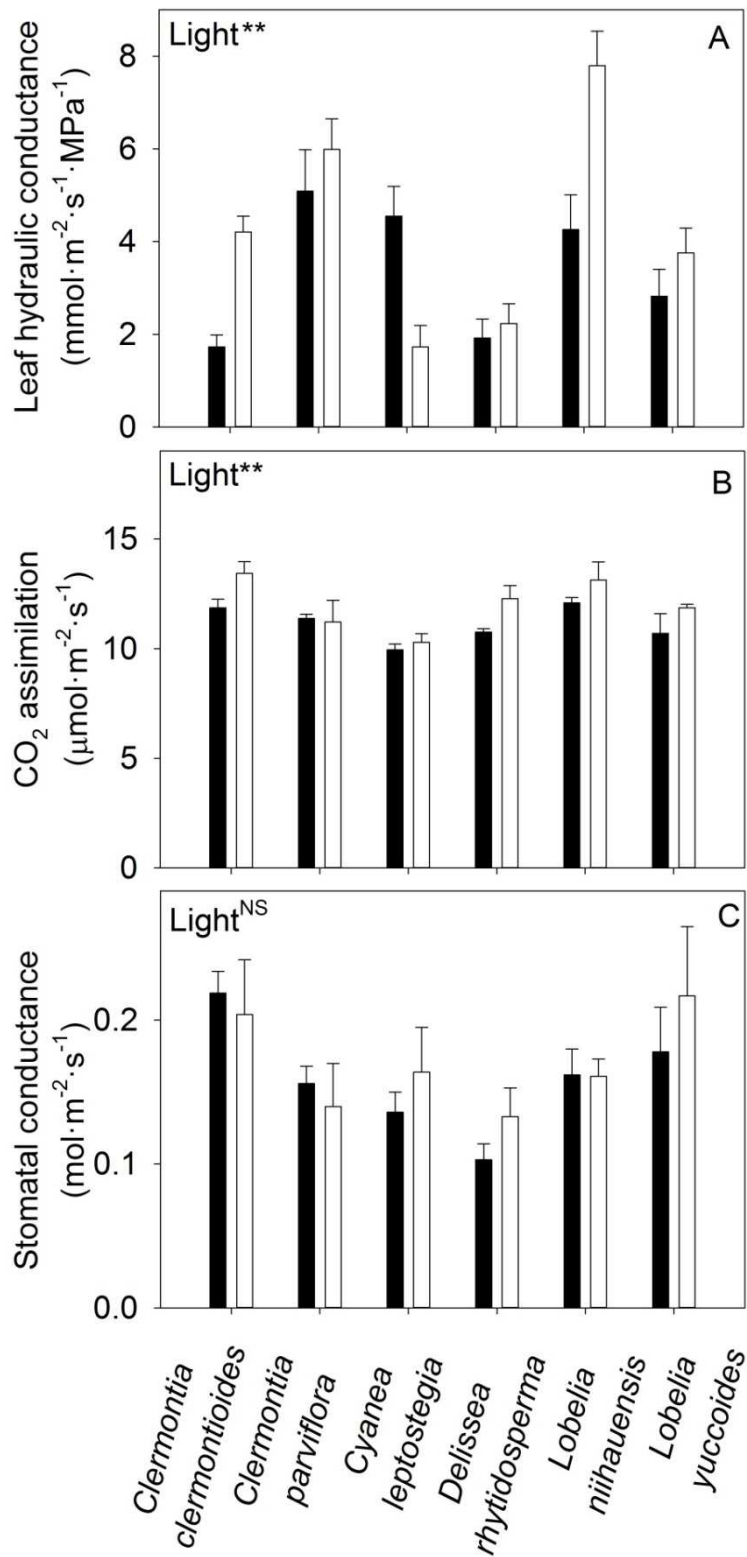 Light**
A
Leaf hydraulic conductance
(mmol·m⁻²·s⁻¹·MPa⁻¹)
8
6
4
2
0
Light**
B
CO₂ assimilation
(μmol·m⁻²·s⁻¹)
15
10
5
0
Lightᴺˢ
C
Stomatal conductance
(mol·m⁻²·s⁻¹)
0.2
0.1
0.0
Clermontia
clermontioides
Clermontia
parviflora
Cyanea
leptostegia
Delissea
rhytidosperma
Lobelia
niihauensis
Lobelia
yuccoides